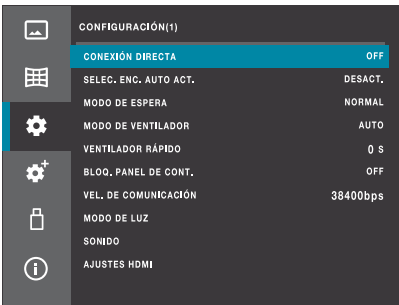 CONFIGURACIÓN(1)
CONEXIÓN DIRECTA OFF
SELEC. ENC. AUTO ACT. DESACT.
MODO DE ESPERA NORMAL
MODO DE VENTILADOR AUTO
VENTILADOR RÁPIDO 0 S
BLOQ. PANEL DE CONT. OFF
VEL. DE COMUNICACIÓN 38400bps
MODO DE LUZ
SONIDO
AJUSTES HDMI